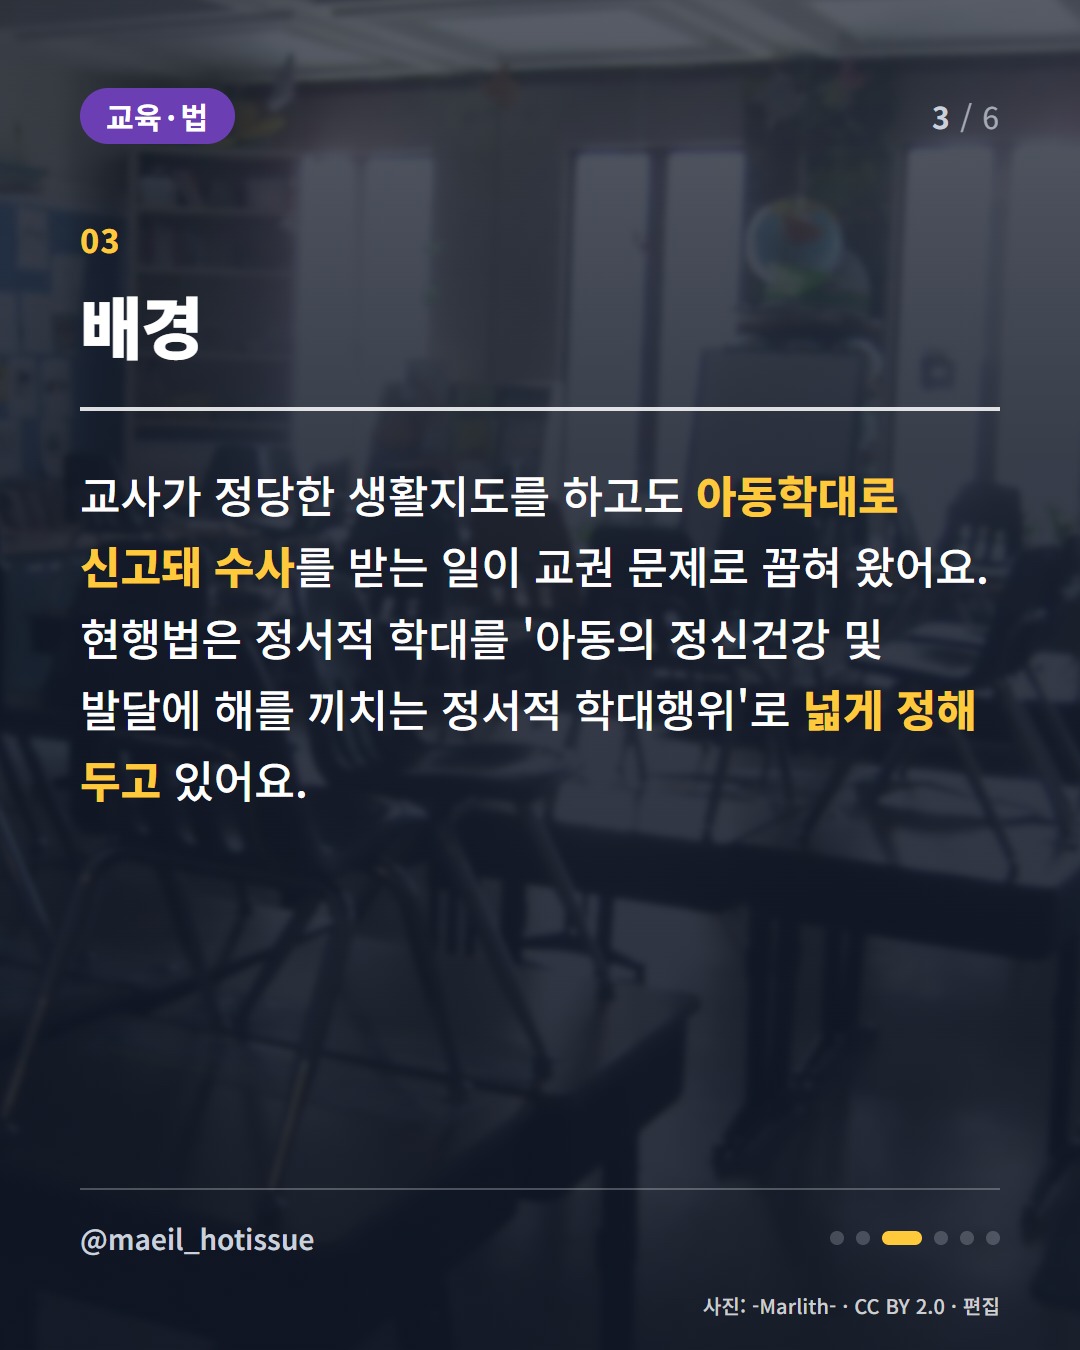 교육·법
3 / 6
03
배경
교사가 정당한 생활지도를 하고도 아동학대로
신고돼 수사를 받는 일이 교권 문제로 꼽혀 왔어요.
현행법은 정서적 학대를 '아동의 정신건강 및
발달에 해를 끼치는 정서적 학대행위'로 넓게 정해
두고 있어요.
@maeil_hotissue
사진: -Marlith- · CC BY 2.0 · 편집